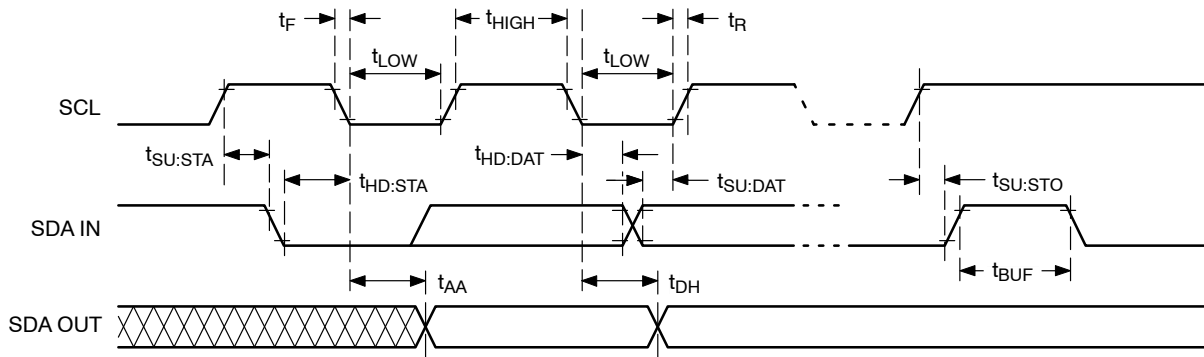 tF
tHIGH
tR
tLOW
tLOW
SCL
tSU:STA
tHD:DAT
tHD:STA
tSU:DAT
tSU:STO
SDA IN
tAA
tDH
tBUF
SDA OUT